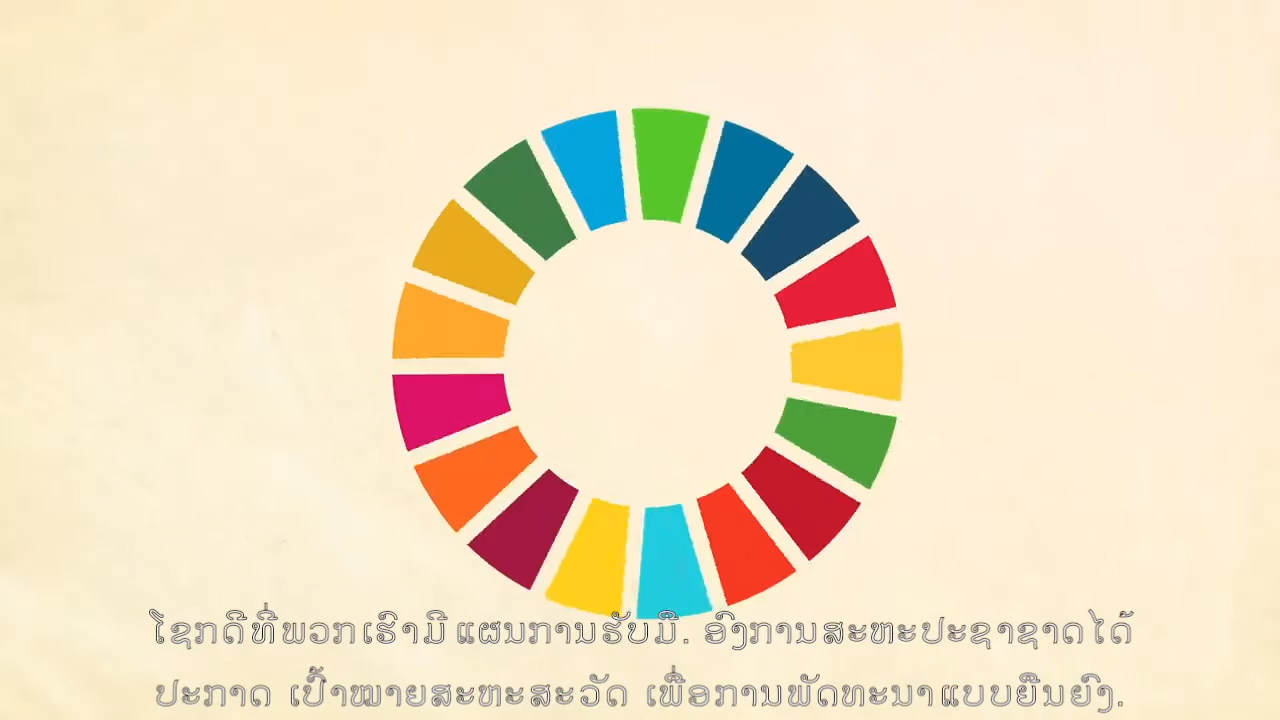 ໂຊກດີທີ່ພວກເຮົາມີ ແຜນການຮັບມື. ອົງການສະຫະປະຊາຊາດໄດ້
ປະກາດ ເປົ້າໝາຍສະຫະສະວັດ ເພື່ອການພັດທະນາແບບຍືນຍົງ.